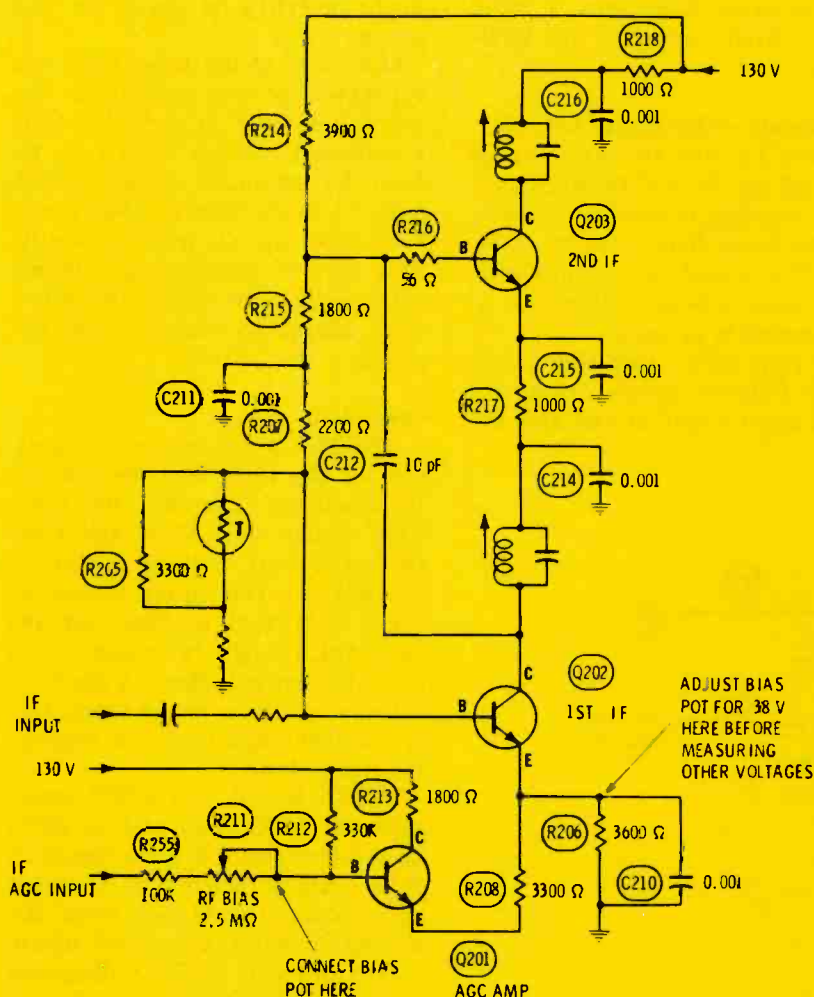 R218
130 V
1000 Ω
C216
0.001
R214
3900 Ω
C
Q203
R216
B
2ND IF
56 Ω
E
R215
1800 Ω
C215
0.001
C211
0.001
R217
1000 Ω
R207
2200 Ω
C212
10 pF
C214
0.001
T
R205
3300 Ω
C
Q202
ADJUST BIAS
POT FOR 38 V
HERE BEFORE
MEASURING
OTHER VOLTAGES
IF
INPUT
B
1ST IF
E
130 V
R213
1800 Ω
R211
R212
330K
R206
3600 Ω
R255
C
IF
AGC INPUT
B
100K
RF BIAS
2.5 MΩ
R208
3300 Ω
C210
0.001
E
CONNECT BIAS
POT HERE
Q201
AGC AMP